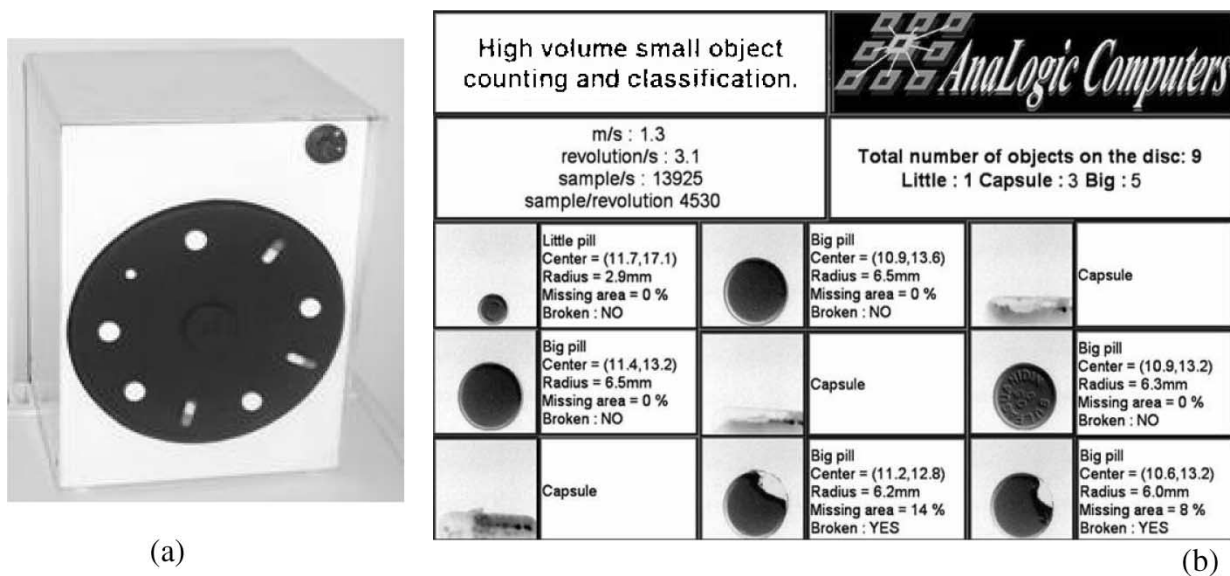 High volume small object
counting and classification.
AnaLogic Computers
m/s : 1.3
revolution/s : 3.1
sample/s : 13925
sample/revolution 4530
Total number of objects on the disc: 9
Little : 1 Capsule : 3 Big : 5
Little pill
Center = (11.7,17.1)
Radius = 2.9mm
Missing area = 0 %
Broken : NO
Big pill
Center = (10.9,13.6)
Radius = 6.5mm
Missing area = 0 %
Broken : NO
Capsule
Big pill
Center = (11.4,13.2)
Radius = 6.5mm
Missing area = 0 %
Broken : NO
Capsule
Big pill
Center = (10.9,13.2)
Radius = 6.3mm
Missing area = 0 %
Broken : NO
Capsule
Big pill
Center = (11.2,12.8)
Radius = 6.2mm
Missing area = 14 %
Broken : YES
Big pill
Center = (10.6,13.2)
Radius = 6.0mm
Missing area = 8 %
Broken : YES
(a)
(b)